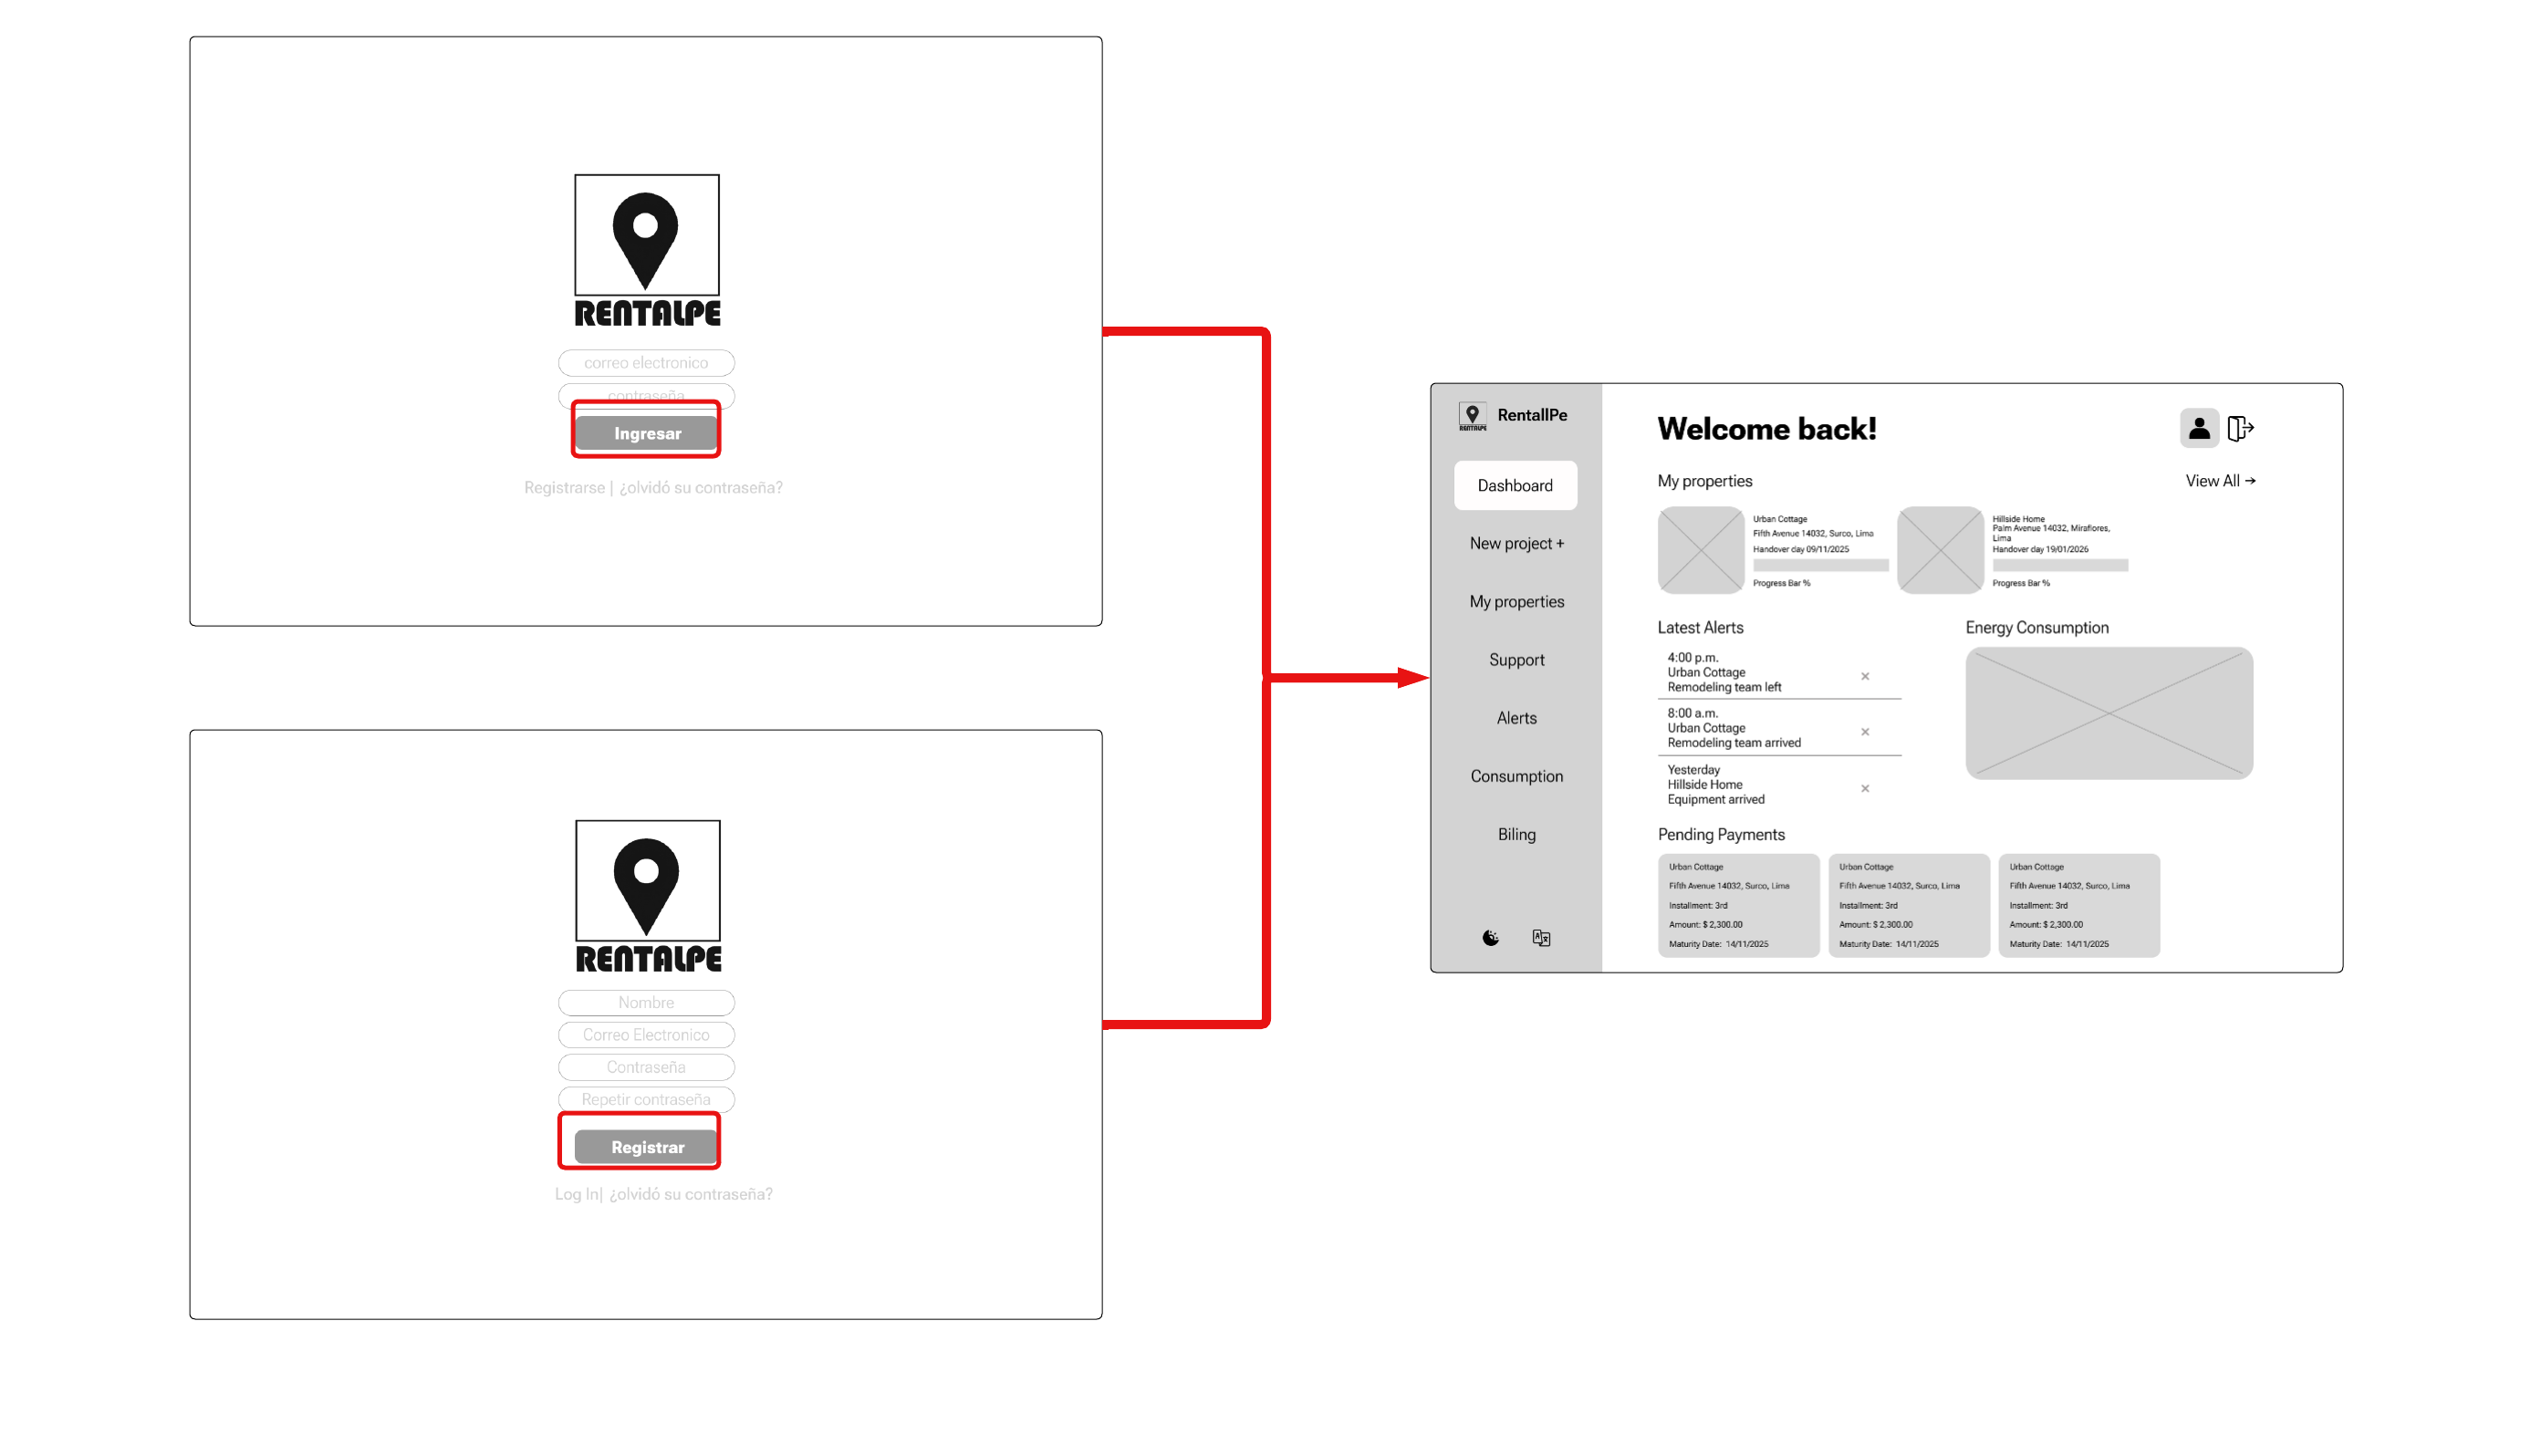 RENTALPE
correo electronico
contraseña
Ingresar
Registrarse | ¿olvidó su contraseña?
RENTALPE
Nombre
Correo Electronico
Contraseña
Repetir contraseña
Registrar
Log In| ¿olvidó su contraseña?
RENTALPE
RentallPe
Dashboard
New project +
My properties
Support
Alerts
Consumption
Biling
Welcome back!
My properties
View All →
Urban Cottage
Fifth Avenue 14032, Surco, Lima
Handover day 09/11/2025
Progress Bar %
Hillside Home
Palm Avenue 14032, Miraflores,
Lima
Handover day 19/01/2026
Progress Bar %
Latest Alerts
4:00 p.m.
Urban Cottage
Remodeling team left
8:00 a.m.
Urban Cottage
Remodeling team arrived
Yesterday
Hillside Home
Equipment arrived
Energy Consumption
Pending Payments
Urban Cottage
Fifth Avenue 14032, Surco, Lima
Installment: 3rd
Amount: $ 2,300.00
Maturity Date: 14/11/2025
Urban Cottage
Fifth Avenue 14032, Surco, Lima
Installment: 3rd
Amount: $ 2,300.00
Maturity Date: 14/11/2025
Urban Cottage
Fifth Avenue 14032, Surco, Lima
Installment: 3rd
Amount: $ 2,300.00
Maturity Date: 14/11/2025